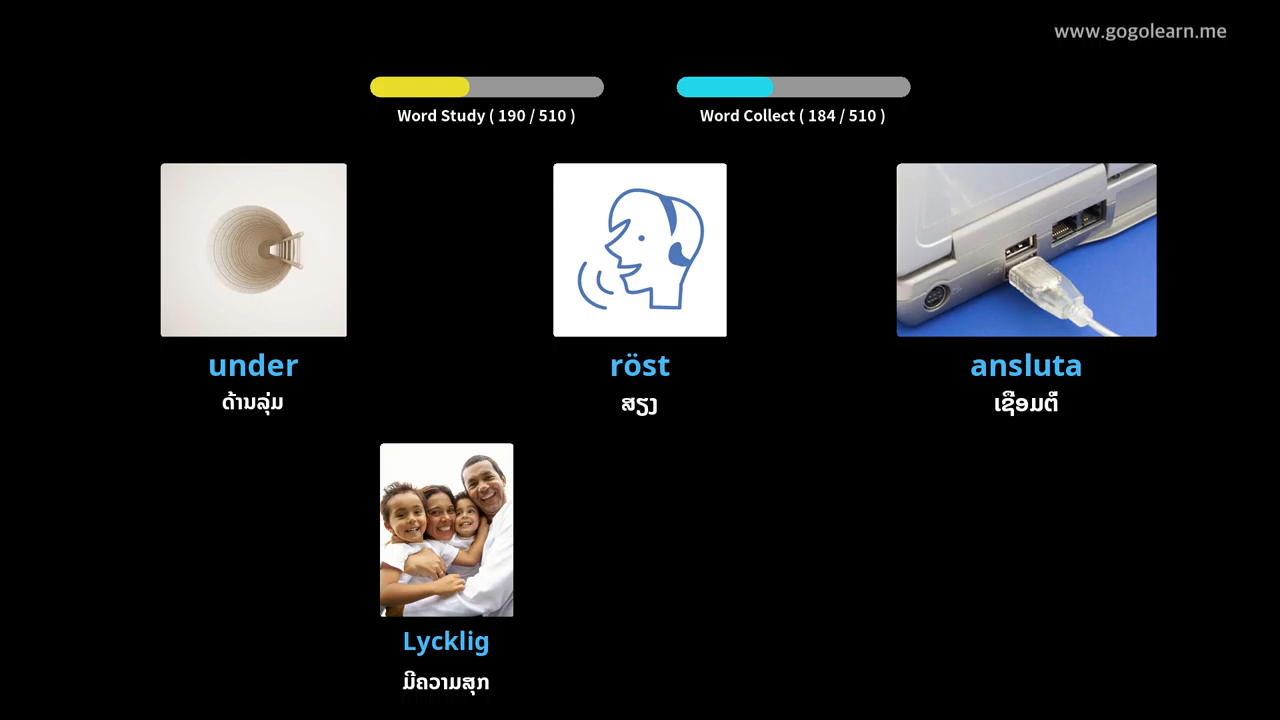 www.gogolearn.me
Word Study ( 190 / 510 )
Word Collect ( 184 / 510 )
under
ດ້ານລຸ່ມ
röst
ສຽງ
ansluta
ເຊື່ອມຕໍ່
Lycklig
ມີຄວາມສຸກ